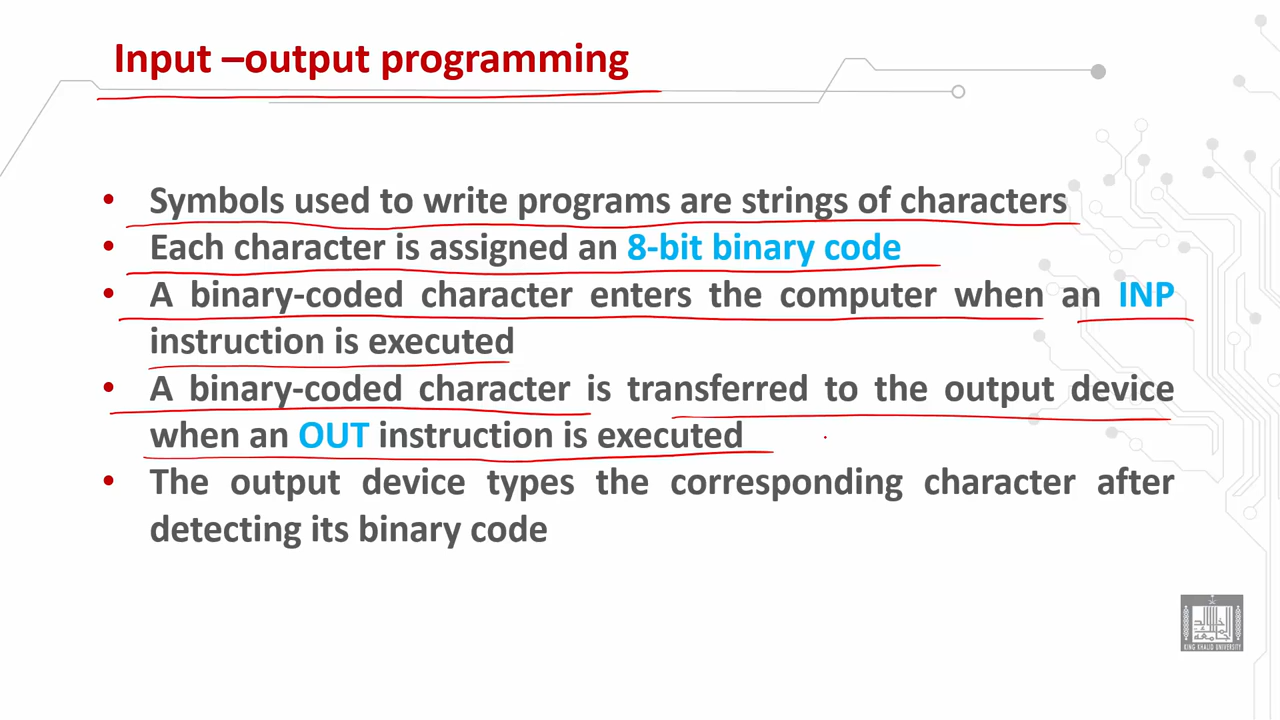 Input –output programming
• Symbols used to write programs are strings of characters
• Each character is assigned an 8-bit binary code
• A binary-coded character enters the computer when an INP
instruction is executed
• A binary-coded character is transferred to the output device
when an OUT instruction is executed
• The output device types the corresponding character after
detecting its binary code
KING KHALID UNIVERSITY